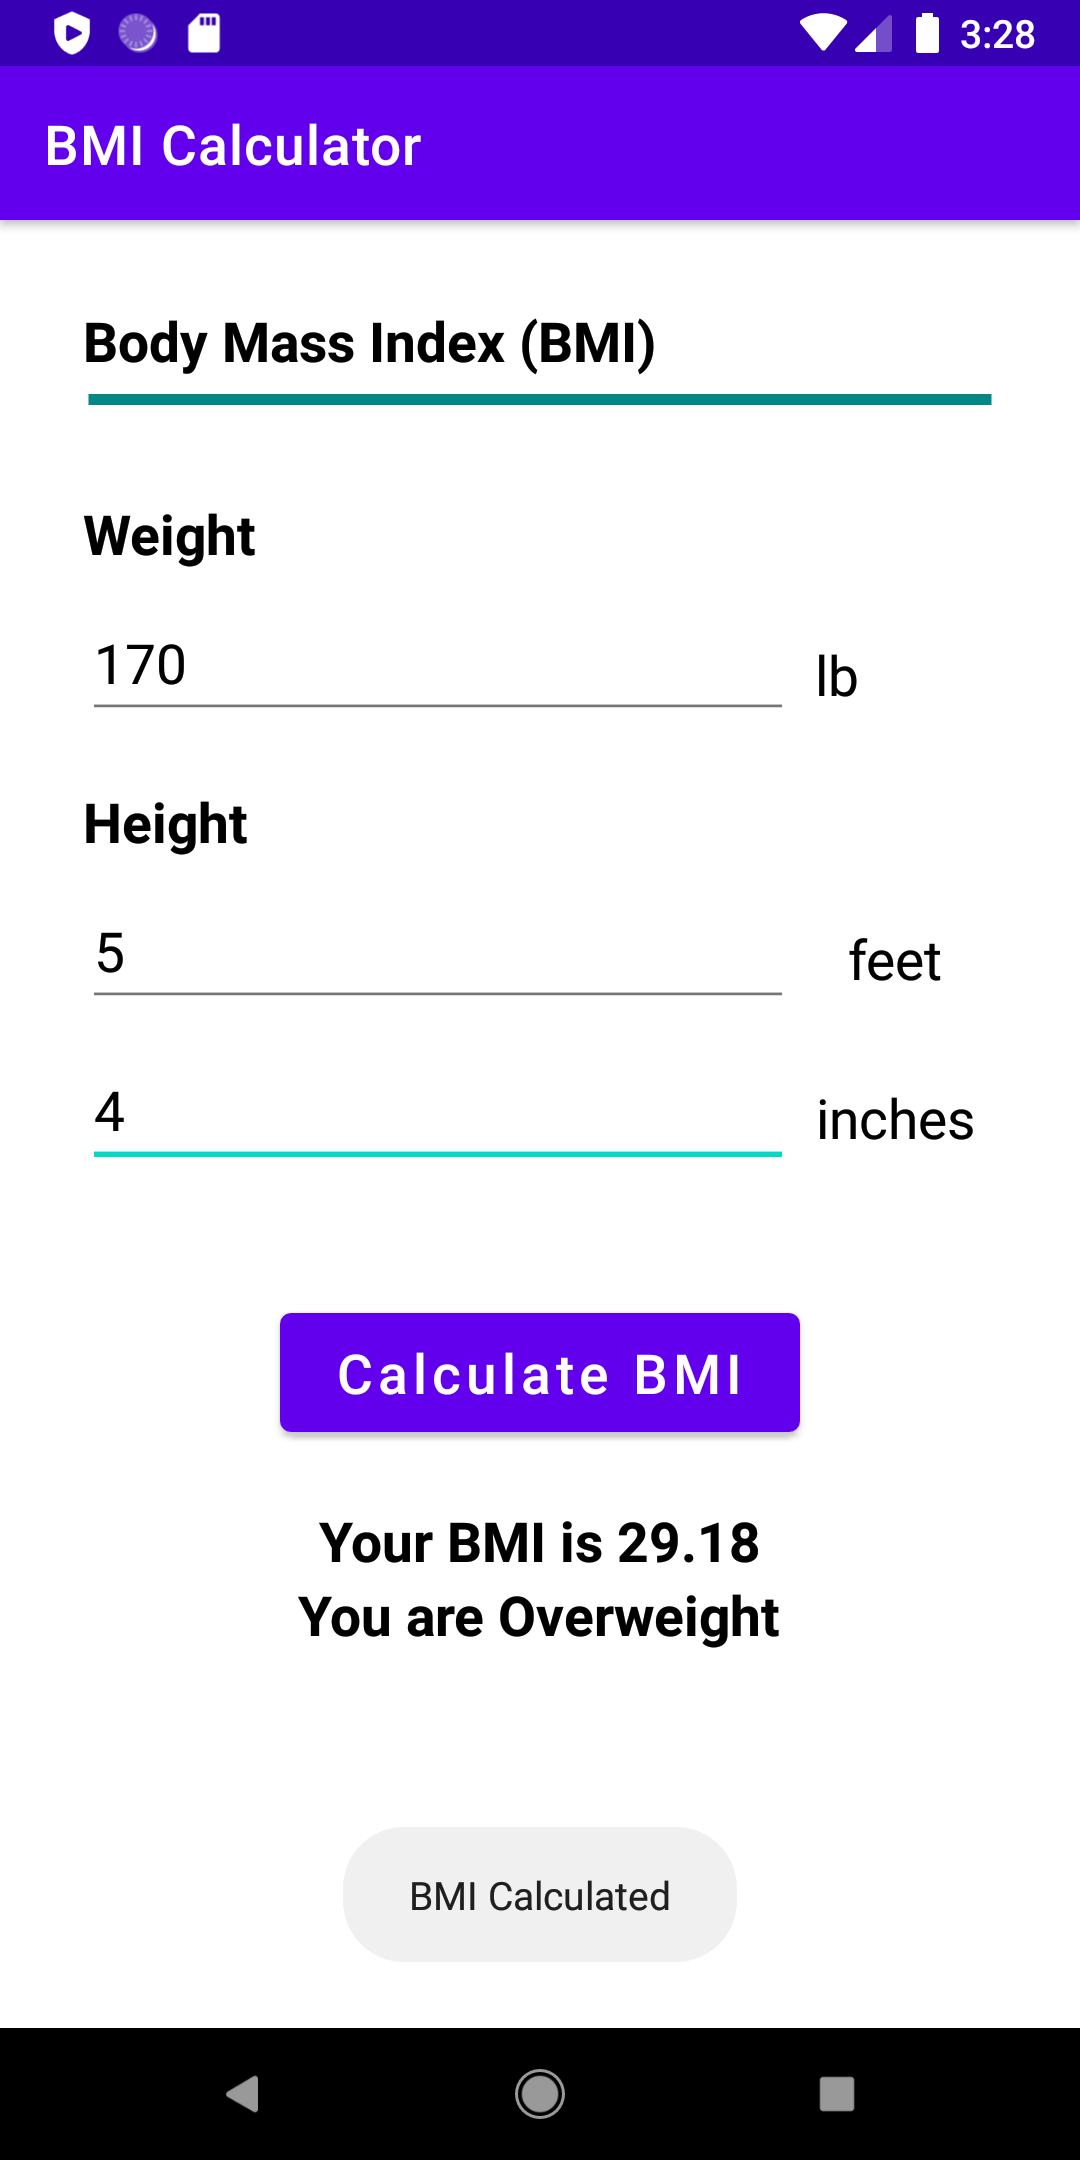 3:28
BMI Calculator
Body Mass Index (BMI)
Weight
170 lb
Height
5 feet
4 inches
Calculate BMI
Your BMI is 29.18
You are Overweight
BMI Calculated